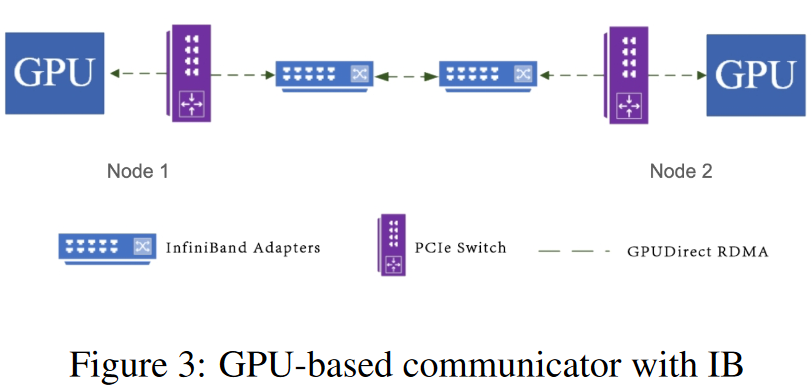 GPU
GPU
Node 1
Node 2
InfiniBand Adapters
PCIe Switch
GPUDirect RDMA
Figure 3: GPU-based communicator with IB